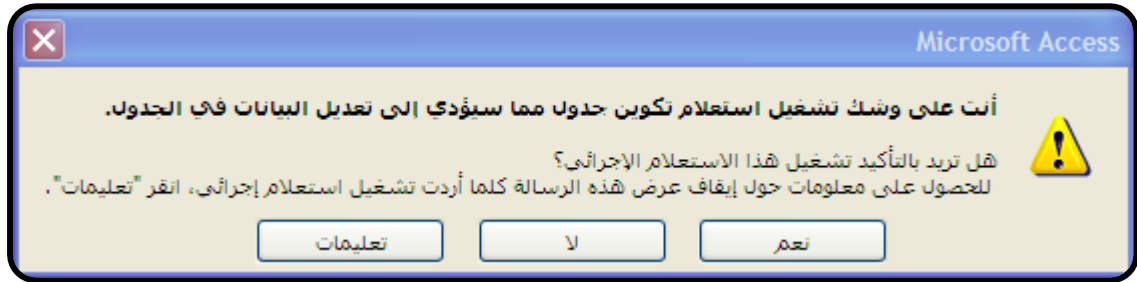 Microsoft Access
أنت على وشك تشغيل استعلام تكوين جدول مما سيؤدي إلى تعديل البيانات في الجدول.
هل تريد بالتأكيد تشغيل هذا الاستعلام الإجرائي؟
للحصول على معلومات حول إيقاف عرض هذه الرسالة كلما أردت تشغيل استعلام إجرائي، انقر "تعليمات".
نعم لا تعليمات